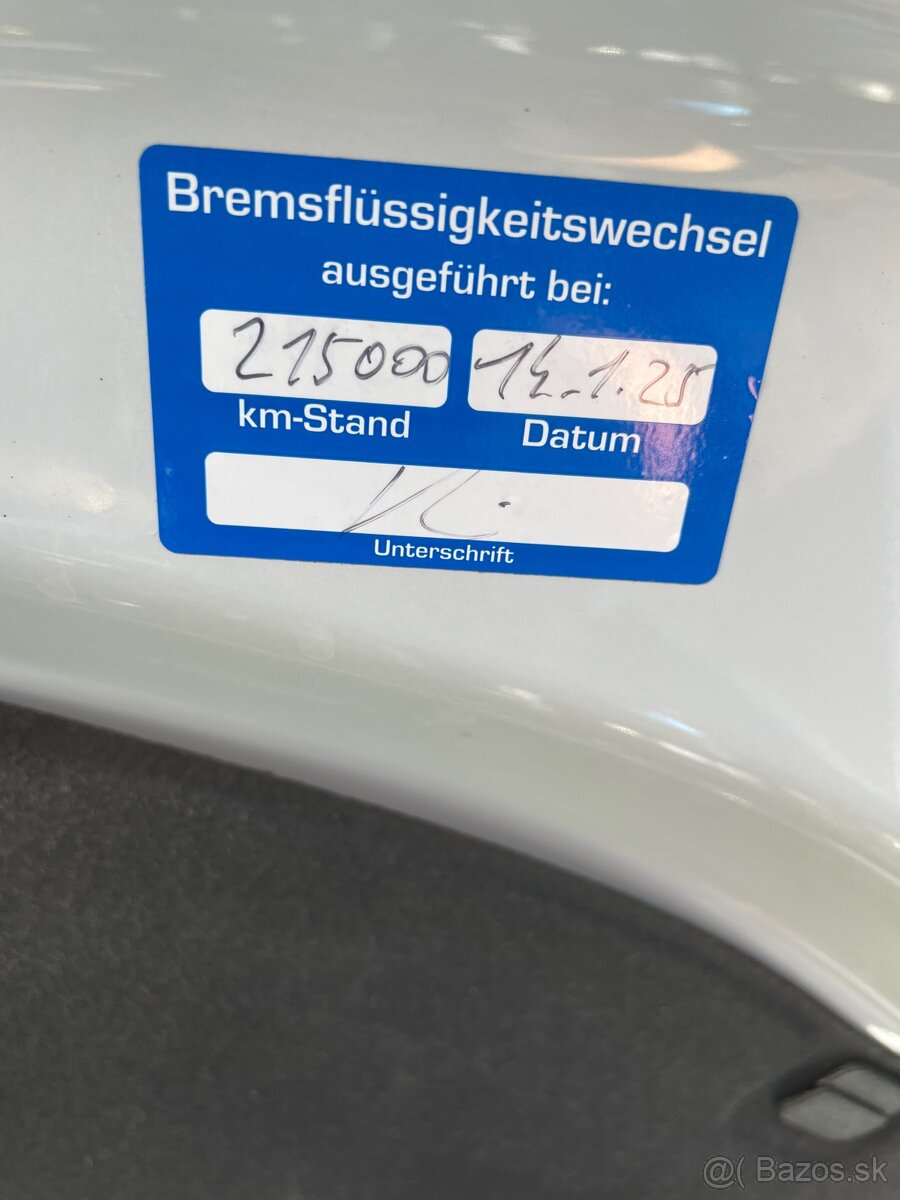 Bremsflüssigkeitswechsel
ausgeführt bei:
215000 14.1.25
km-Stand Datum
Unterschrift
@( Bazos.sk